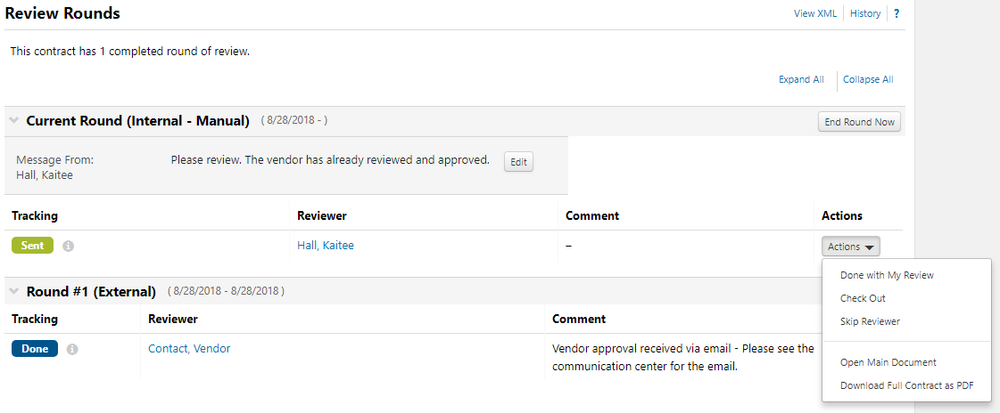 Review Rounds
View XML History ?
This contract has 1 completed round of review.
Expand All Collapse All
Current Round (Internal - Manual) ( 8/28/2018 - ) End Round Now
Message From: Please review. The vendor has already reviewed and approved. Edit
Hall, Kaitee
Tracking Reviewer Comment Actions
Sent i Hall, Kaitee – Actions
Done with My Review
Check Out
Skip Reviewer
Open Main Document
Download Full Contract as PDF
Round #1 (External) ( 8/28/2018 - 8/28/2018 )
Tracking Reviewer Comment
Done i Contact, Vendor Vendor approval received via email - Please see the
communication center for the email.